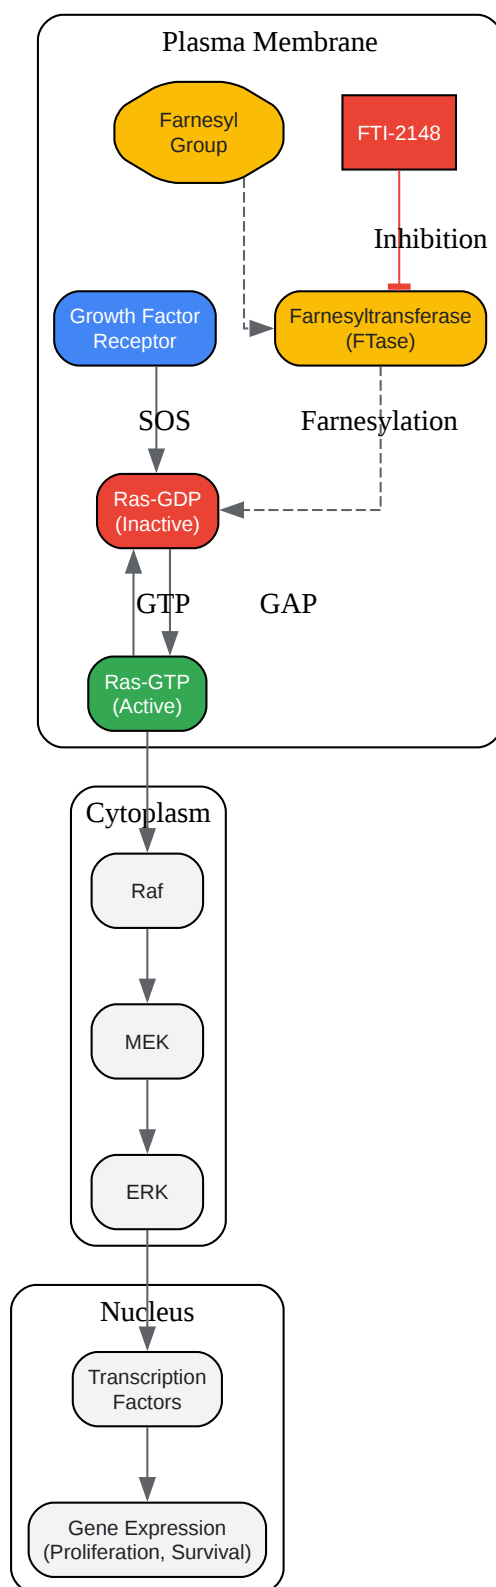 Plasma Membrane
Farnesyl
Group
FTI-2148
Inhibition
Growth Factor
Receptor
Farnesyltransferase
(FTase)
SOS
Farnesylation
Ras-GDP
(Inactive)
GTP
GAP
Ras-GTP
(Active)
Cytoplasm
Raf
MEK
ERK
Nucleus
Transcription
Factors
Gene Expression
(Proliferation, Survival)